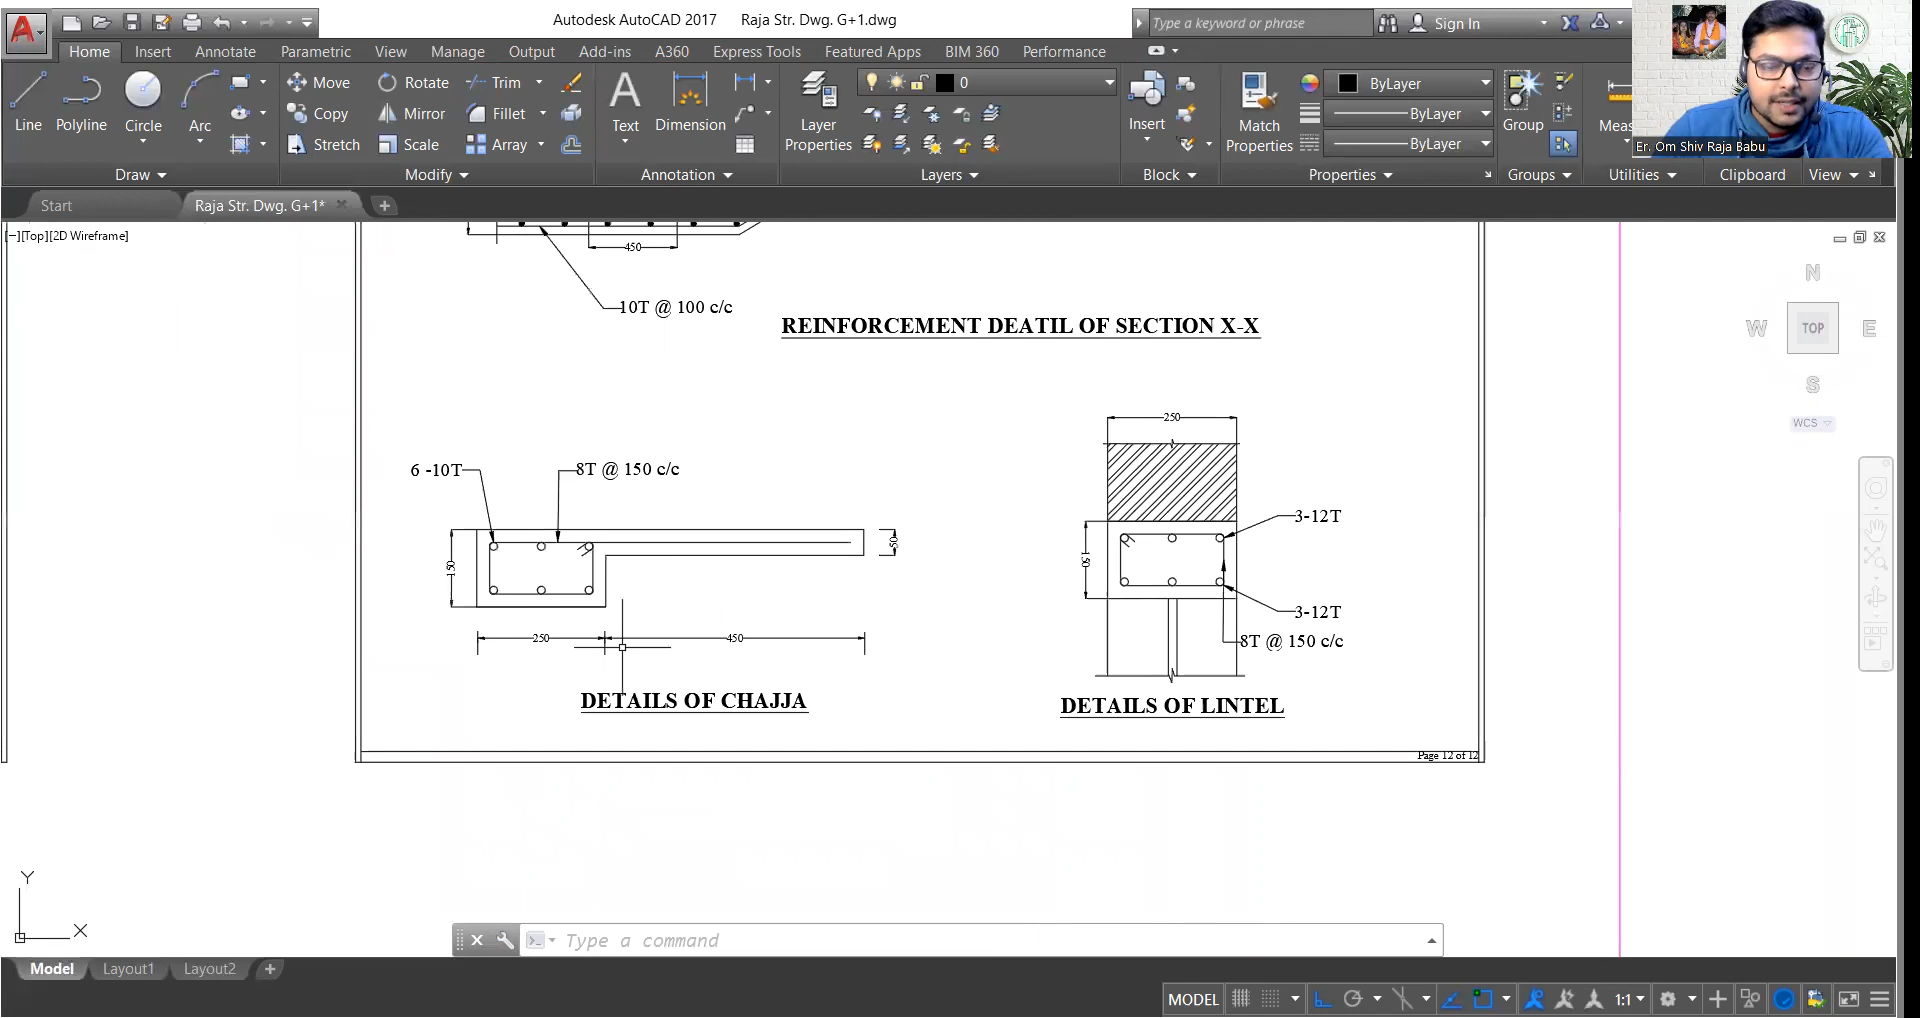 Autodesk AutoCAD 2017 Raja Str. Dwg. G+1.dwg
Type a keyword or phrase
Sign In
Home Insert Annotate Parametric View Manage Output Add-ins A360 Express Tools Featured Apps BIM 360 Performance
Line Polyline Circle Arc
Move Rotate Trim
Copy Mirror Fillet
Stretch Scale Array
Text Dimension
Layer Properties
0
Insert
Match Properties
ByLayer
ByLayer
ByLayer
Group
Meas
Er. Om Shiv Raja Babu
Draw Modify Annotation Layers Block Properties Groups Utilities Clipboard View
Start Raja Str. Dwg. G+1*
[−][Top][2D Wireframe]
450
10T @ 100 c/c
REINFORCEMENT DEATIL OF SECTION X-X
N
W TOP E
S
WCS
250
6 -10T 8T @ 150 c/c
3-12T
150
50
150
3-12T
8T @ 150 c/c
250 450
DETAILS OF CHAJJA
DETAILS OF LINTEL
Page 12 of 12
Y
X
Type a command
Model Layout1 Layout2
MODEL 1:1